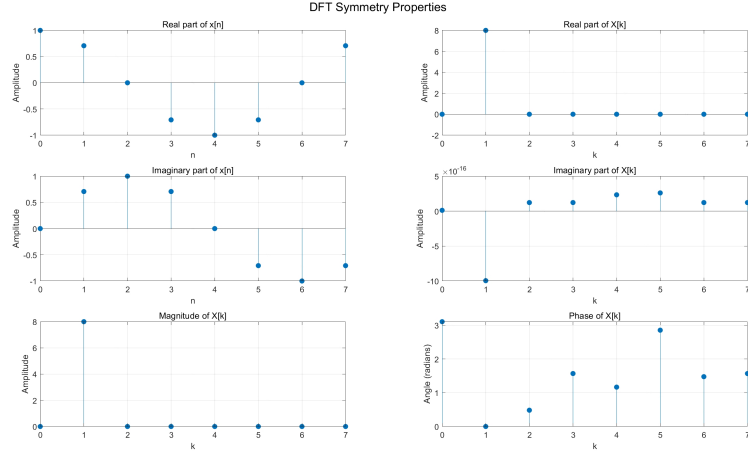 DFT Symmetry Properties
Real part of x[n]
Amplitude
1
0.5
0
-0.5
-1
0 1 2 3 4 5 6 7
n
Real part of X[k]
Amplitude
8
6
4
2
0
-2
0 1 2 3 4 5 6 7
k
Imaginary part of x[n]
Amplitude
1
0.5
0
-0.5
-1
0 1 2 3 4 5 6 7
n
Imaginary part of X[k]
×10⁻¹⁶
Amplitude
5
0
-5
-10
0 1 2 3 4 5 6 7
k
Magnitude of X[k]
Amplitude
8
6
4
2
0
0 1 2 3 4 5 6 7
k
Phase of X[k]
Angle (radians)
3
2
1
0
0 1 2 3 4 5 6 7
k